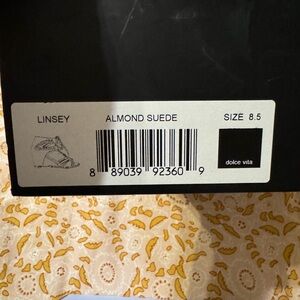 LINSEY ALMOND SUEDE SIZE 8.5
dolce vita
8 89039 92360 9